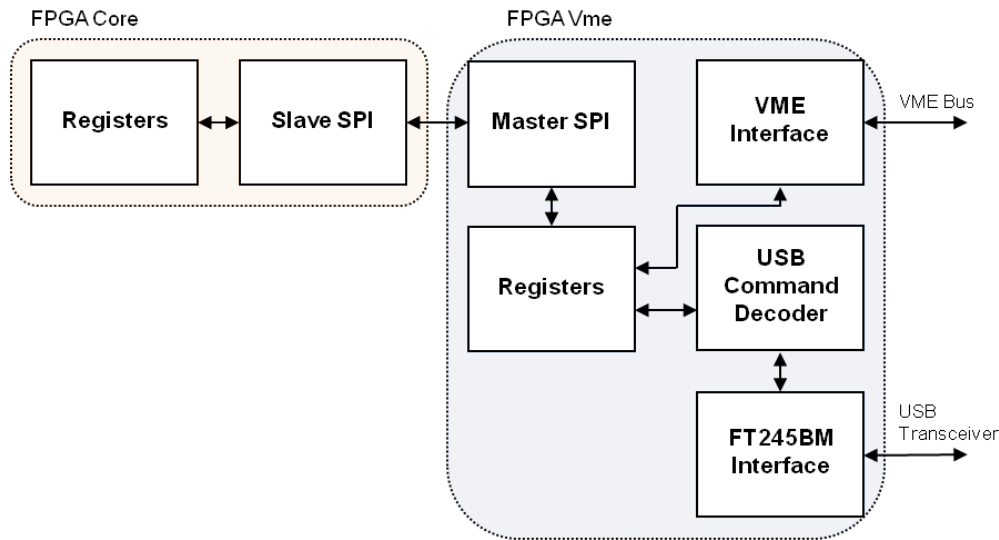 FPGA Core
FPGA Vme
Registers
Slave SPI
Master SPI
VME
Interface
VME Bus
Registers
USB
Command
Decoder
FT245BM
Interface
USB
Transceiver